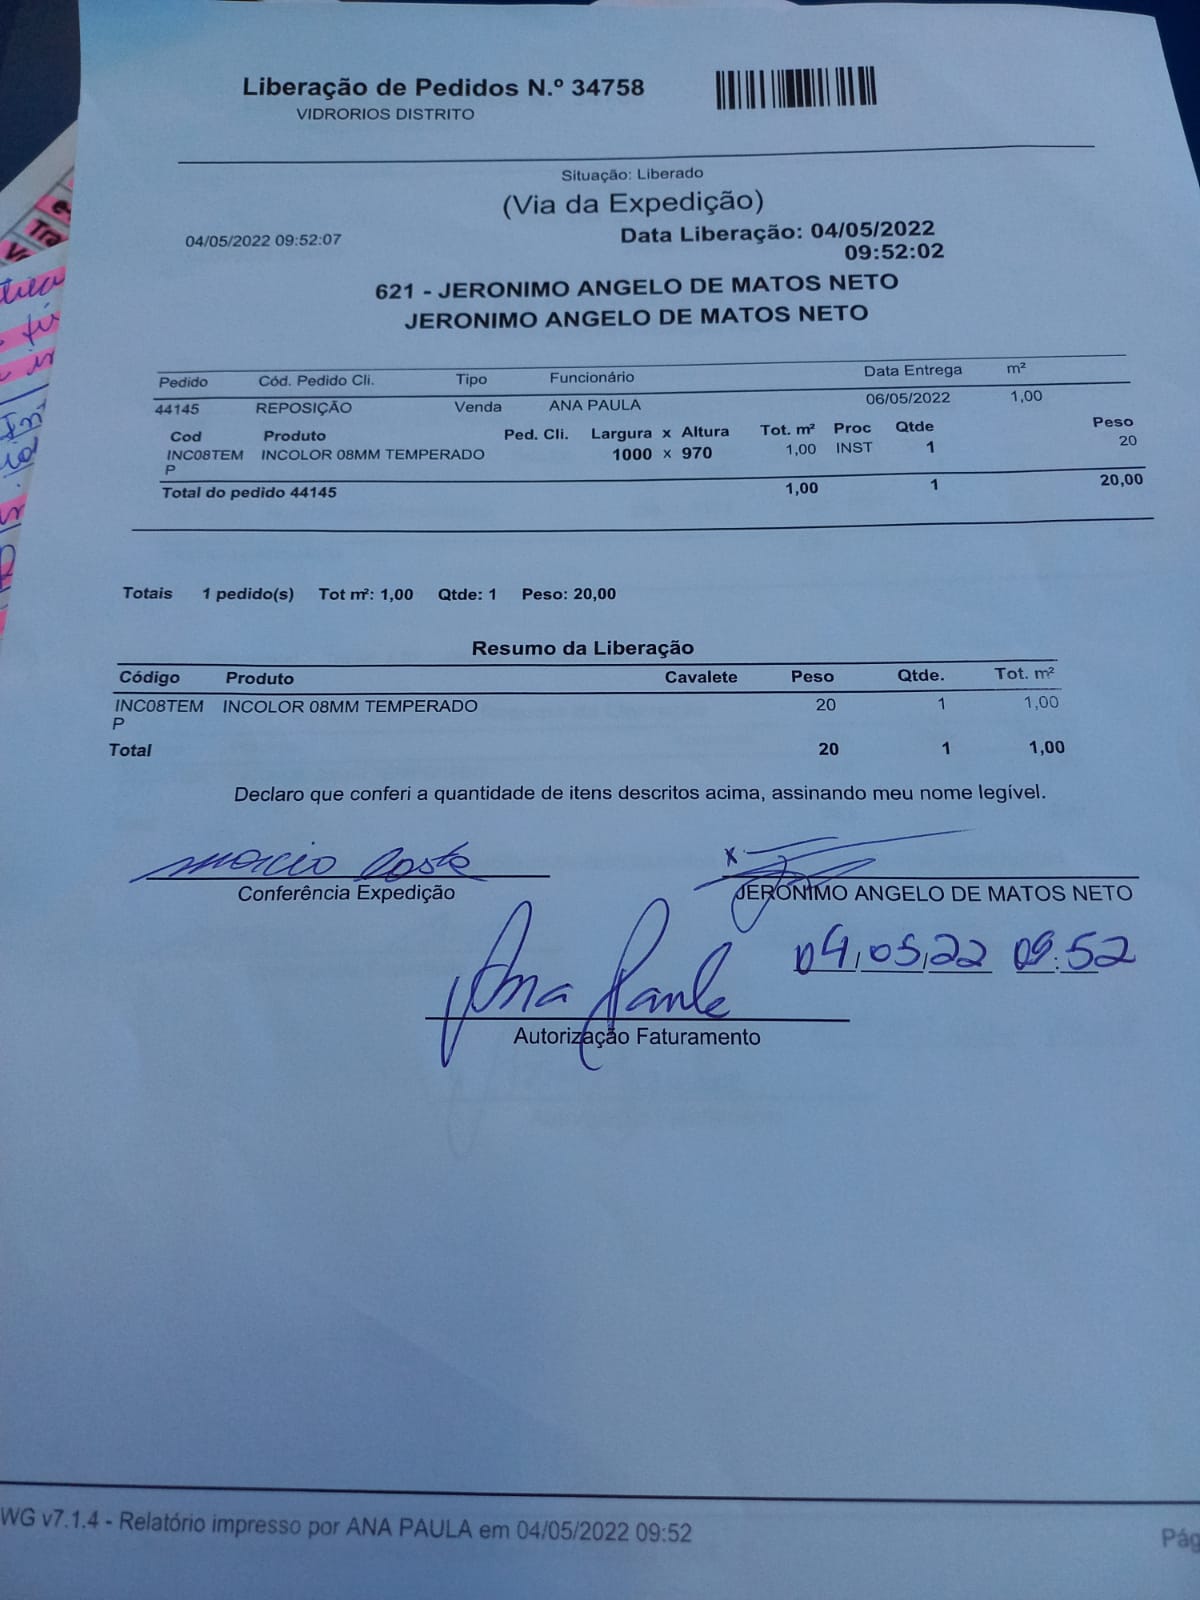 Liberação de Pedidos N.º 34758
VIDRORIOS DISTRITO
Situação: Liberado
(Via da Expedição)
04/05/2022 09:52:07
Data Liberação: 04/05/2022
09:52:02
621 - JERONIMO ANGELO DE MATOS NETO
JERONIMO ANGELO DE MATOS NETO
Pedido Cód. Pedido Cli. Tipo Funcionário Data Entrega m²
44145 REPOSIÇÃO Venda ANA PAULA 06/05/2022 1,00
Cod Produto Ped. Cli. Largura x Altura Tot. m² Proc Qtde Peso
INC08TEM INCOLOR 08MM TEMPERADO 1000 x 970 1,00 INST 1 20
P
Total do pedido 44145 1,00 1 20,00
Totais 1 pedido(s) Tot m²: 1,00 Qtde: 1 Peso: 20,00
Resumo da Liberação
Código Produto Cavalete Peso Qtde. Tot. m²
INC08TEM INCOLOR 08MM TEMPERADO 20 1 1,00
P
Total 20 1 1,00
Declaro que conferi a quantidade de itens descritos acima, assinando meu nome legível.
marcio Costa x
Conferência Expedição JERONIMO ANGELO DE MATOS NETO
04/05/22 09:52
Ana Paula
Autorização Faturamento
WG v7.1.4 - Relatório impresso por ANA PAULA em 04/05/2022 09:52
Pág